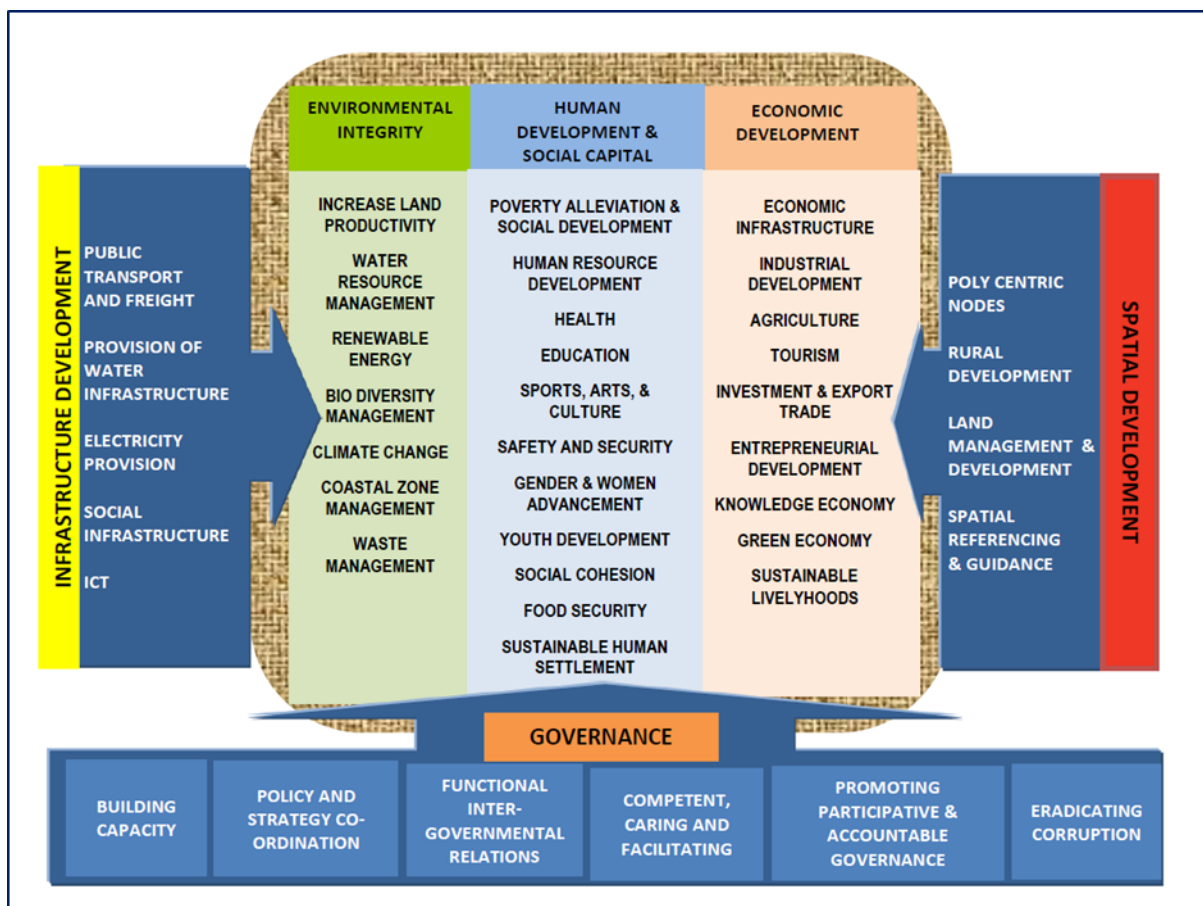 ENVIRONMENTAL
INTEGRITY
HUMAN
DEVELOPMENT &
SOCIAL CAPITAL
ECONOMIC
DEVELOPMENT
INFRASTRUCTURE DEVELOPMENT
PUBLIC
TRANSPORT
AND FREIGHT
PROVISION OF
WATER
INFRASTRUCTURE
ELECTRICITY
PROVISION
SOCIAL
INFRASTRUCTURE
ICT
INCREASE LAND
PRODUCTIVITY
WATER
RESOURCE
MANAGEMENT
RENEWABLE
ENERGY
BIO DIVERSITY
MANAGEMENT
CLIMATE CHANGE
COASTAL ZONE
MANAGEMENT
WASTE
MANAGEMENT
POVERTY ALLEVIATION &
SOCIAL DEVELOPMENT
HUMAN RESOURCE
DEVELOPMENT
HEALTH
EDUCATION
SPORTS, ARTS, &
CULTURE
SAFETY AND SECURITY
GENDER & WOMEN
ADVANCEMENT
YOUTH DEVELOPMENT
SOCIAL COHESION
FOOD SECURITY
SUSTAINABLE HUMAN
SETTLEMENT
ECONOMIC
INFRASTRUCTURE
INDUSTRIAL
DEVELOPMENT
AGRICULTURE
TOURISM
INVESTMENT & EXPORT
TRADE
ENTREPRENEURIAL
DEVELOPMENT
KNOWLEDGE ECONOMY
GREEN ECONOMY
SUSTAINABLE
LIVELYHOODS
POLY CENTRIC
NODES
RURAL
DEVELOPMENT
LAND
MANAGEMENT &
DEVELOPMENT
SPATIAL
REFERENCING
& GUIDANCE
SPATIAL DEVELOPMENT
GOVERNANCE
BUILDING
CAPACITY
POLICY AND
STRATEGY CO-
ORDINATION
FUNCTIONAL
INTER-
GOVERNMENTAL
RELATIONS
COMPETENT,
CARING AND
FACILITATING
PROMOTING
PARTICIPATIVE &
ACCOUNTABLE
GOVERNANCE
ERADICATING
CORRUPTION